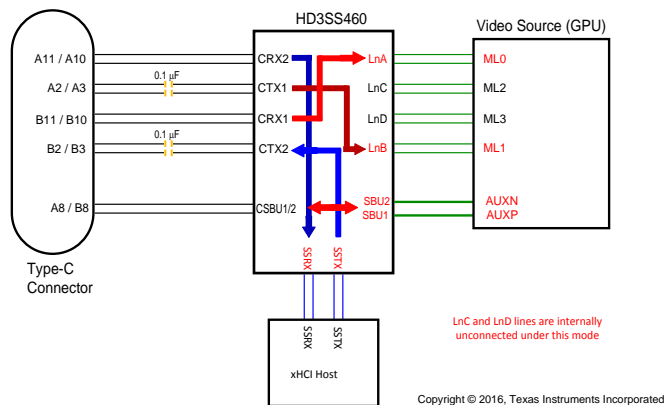 HD3SS460
Video Source (GPU)
A11 / A10
CRX2
LnA
ML0
0.1 µF
A2 / A3
CTX1
LnC
ML2
B11 / B10
CRX1
LnD
ML3
0.1 µF
B2 / B3
CTX2
LnB
ML1
A8 / B8
CSBU1/2
SBU2
AUXN
SBU1
AUXP
SSRX
SSTX
Type-C
Connector
SSRX
SSTX
LnC and LnD lines are internally
unconnected under this mode
xHCI Host
Copyright © 2016, Texas Instruments Incorporated